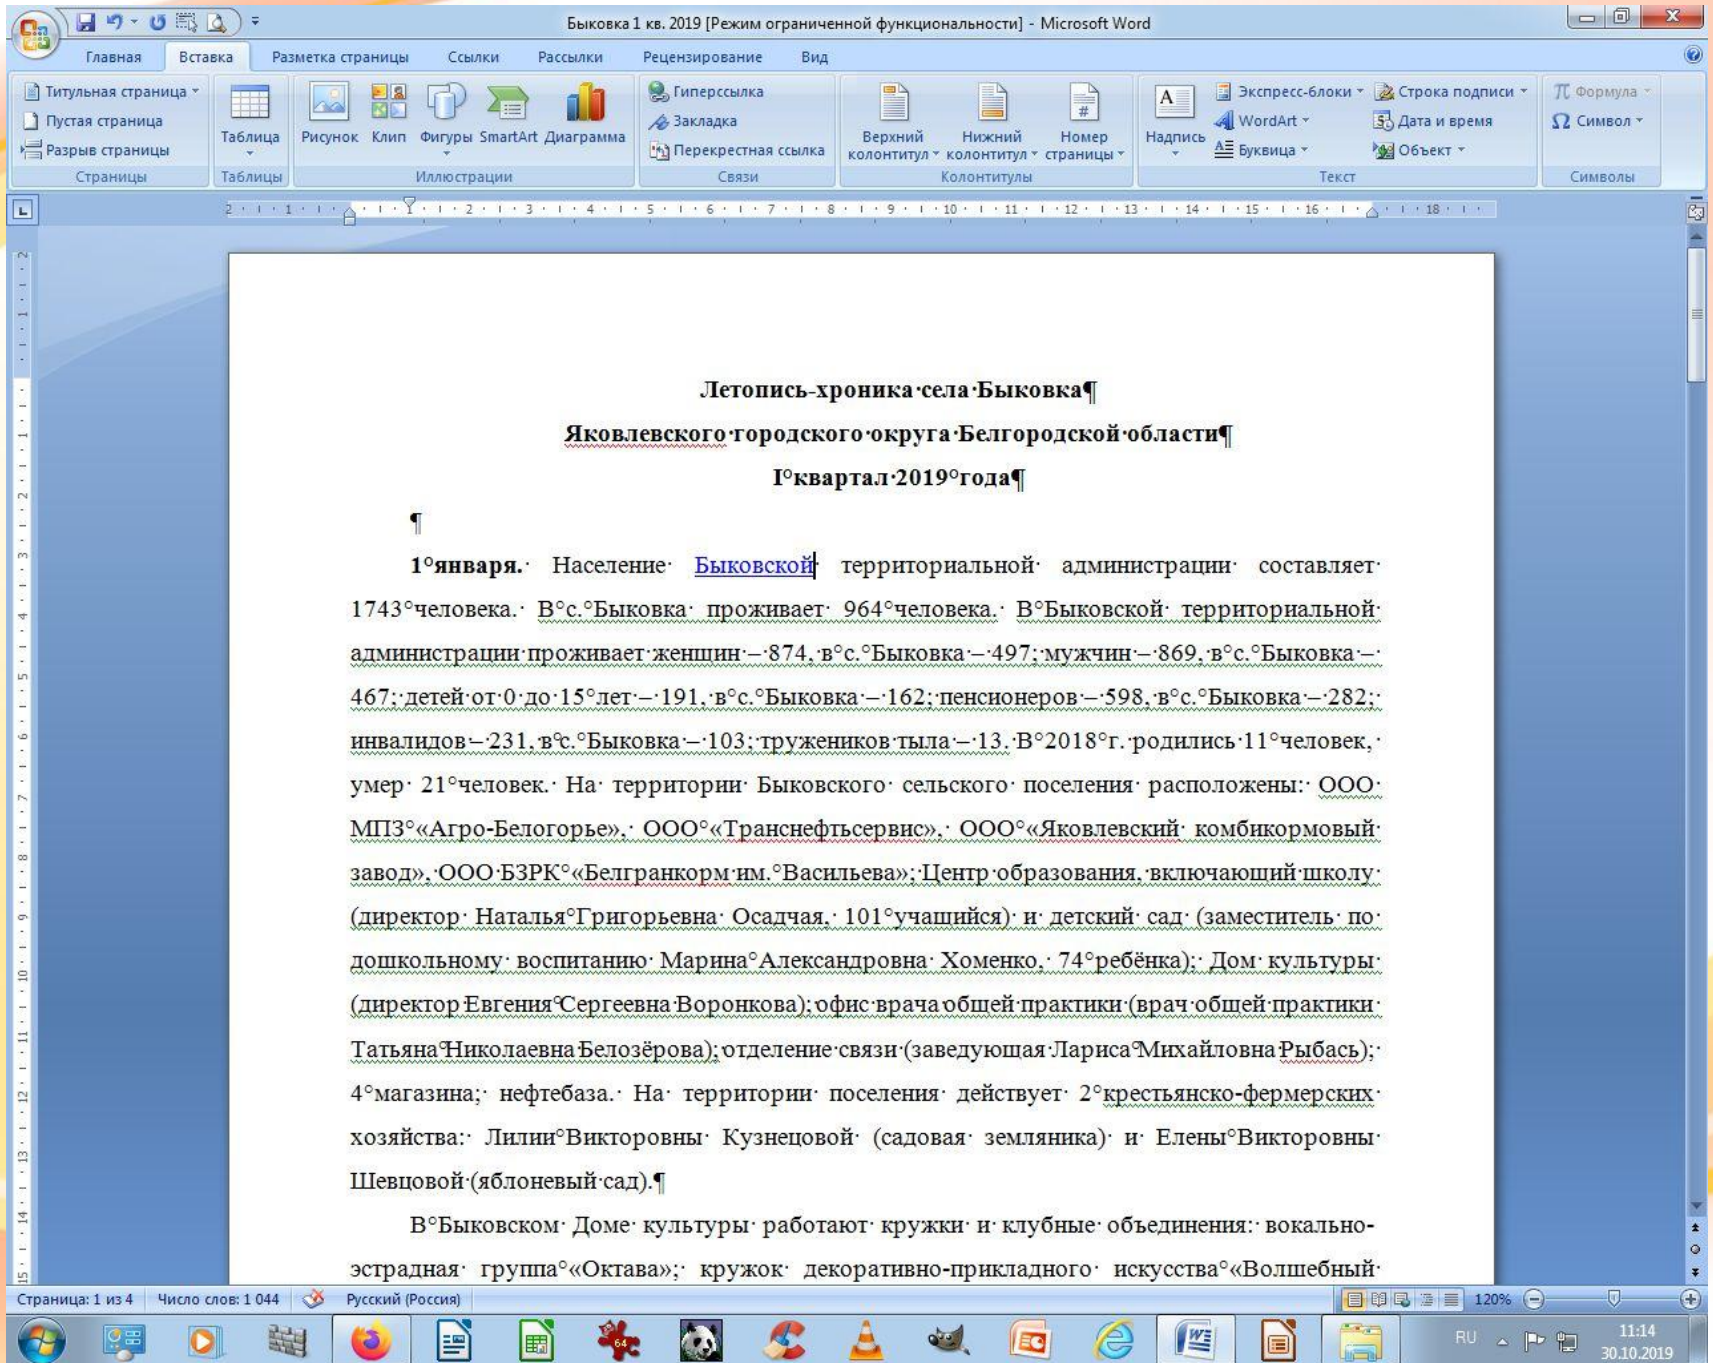 Быковка 1 кв. 2019 [Режим ограниченной функциональности] - Microsoft Word
Главная Вставка Разметка страницы Ссылки Рассылки Рецензирование Вид
Титульная страница
Пустая страница
Разрыв страницы
Страницы
Таблица
Таблицы
Рисунок Клип Фигуры SmartArt Диаграмма
Иллюстрации
Гиперссылка
Закладка
Перекрестная ссылка
Связи
Верхний колонтитул
Нижний колонтитул
Номер страницы
Колонтитулы
Надпись
Экспресс-блоки
WordArt
Буквица
Строка подписи
Дата и время
Объект
Текст
Формула
Символ
Символы
Летопись-хроника села Быковка¶
Яковлевского городского округа Белгородской области¶
I°квартал 2019°года¶
¶
1°января. Население Быковской территориальной администрации составляет
1743°человека. В°с.°Быковка проживает 964°человека. В°Быковской территориальной
администрации проживает женщин – 874, в°с.°Быковка – 497; мужчин – 869, в°с.°Быковка –
467; детей от 0 до 15°лет – 191, в°с.°Быковка – 162; пенсионеров – 598, в°с.°Быковка – 282;
инвалидов – 231, в°с.°Быковка – 103; тружеников тыла – 13. В°2018°г. родились 11°человек,
умер 21°человек. На территории Быковского сельского поселения расположены: ООО
МПЗ°«Агро-Белогорье», ООО°«Транснефтьсервис», ООО°«Яковлевский комбикормовый
завод», ООО БЗРК°«Белгранкорм им.°Васильева»; Центр образования, включающий школу
(директор Наталья°Григорьевна Осадчая, 101°учащийся) и детский сад (заместитель по
дошкольному воспитанию Марина°Александровна Хоменко, 74°ребёнка); Дом культуры
(директор Евгения°Сергеевна Воронкова); офис врача общей практики (врач общей практики
Татьяна°Николаевна Белозёрова); отделение связи (заведующая Лариса°Михайловна Рыбась);
4°магазина; нефтебаза. На территории поселения действует 2°крестьянско-фермерских
хозяйства: Лилии°Викторовны Кузнецовой (садовая земляника) и Елены°Викторовны
Шевцовой (яблоневый сад).¶
В°Быковском Доме культуры работают кружки и клубные объединения: вокально-
эстрадная группа°«Октава»; кружок декоративно-прикладного искусства°«Волшебный
Страница: 1 из 4 Число слов: 1 044 Русский (Россия) 120%
RU 11:14
30.10.2019